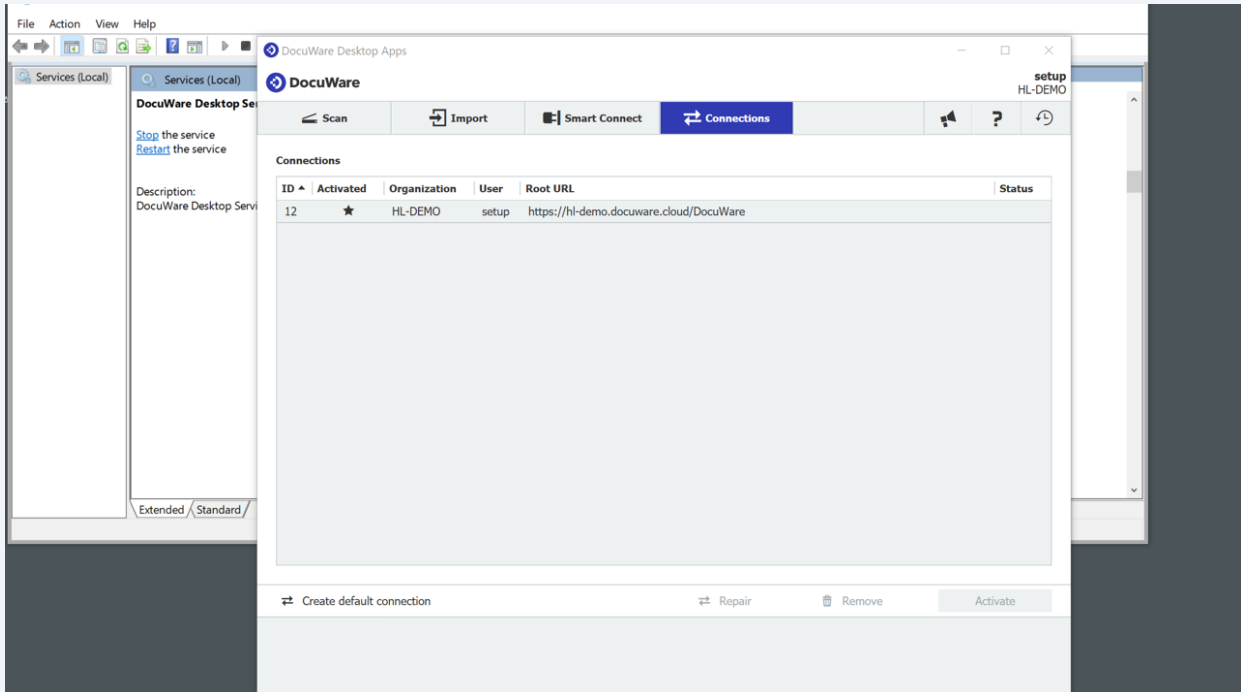 File Action View Help
Services (Local)
Services (Local)
DocuWare Desktop Se
Stop the service
Restart the service
Description:
DocuWare Desktop Servi
Extended Standard
DocuWare Desktop Apps
DocuWare
setup
HL-DEMO
Scan Import Smart Connect Connections ?
Connections
ID Activated Organization User Root URL Status
12 HL-DEMO setup https://hl-demo.docuware.cloud/DocuWare
Create default connection Repair Remove Activate